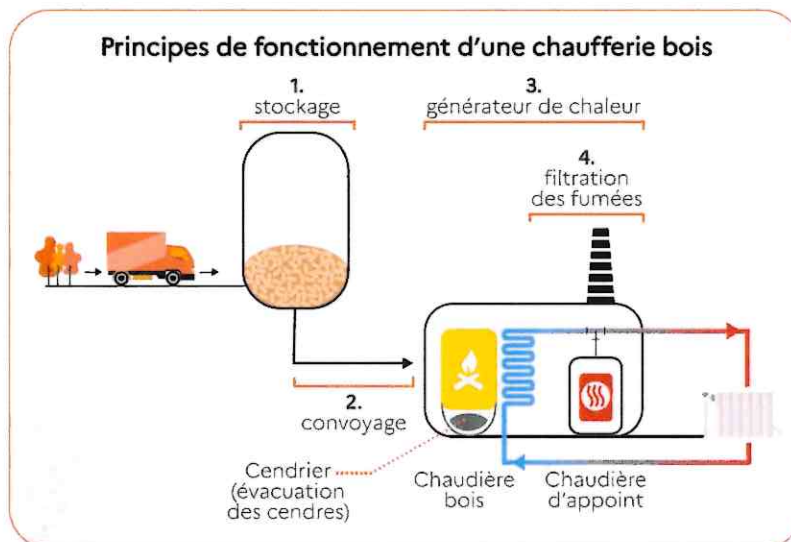 Principes de fonctionnement d'une chaufferie bois
1.
stockage
3.
générateur de chaleur
4.
filtration
des fumées
2.
convoyage
Cendrier
(évacuation
des cendres)
Chaudière
bois
Chaudière
d'appoint